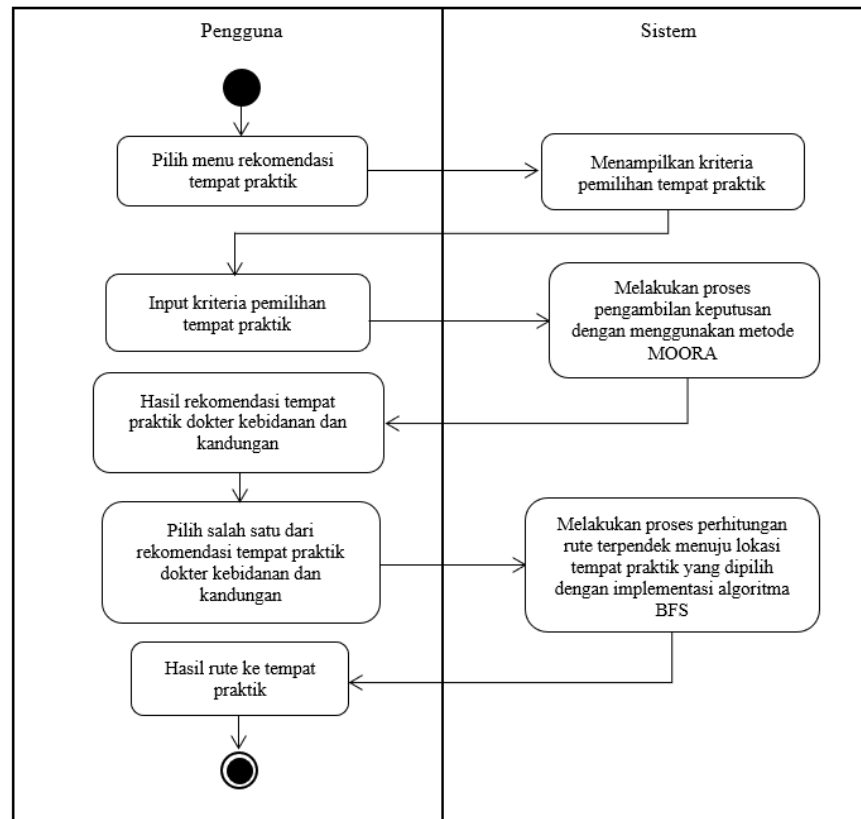 Pengguna
Sistem
Pilih menu rekomendasi
tempat praktik
Menampilkan kriteria
pemilihan tempat praktik
Input kriteria pemilihan
tempat praktik
Melakukan proses
pengambilan keputusan
dengan menggunakan metode
MOORA
Hasil rekomendasi tempat
praktik dokter kebidanan dan
kandungan
Pilih salah satu dari
rekomendasi tempat praktik
dokter kebidanan dan
kandungan
Melakukan proses perhitungan
rute terpendek menuju lokasi
tempat praktik yang dipilih
dengan implementasi algoritma
BFS
Hasil rute ke tempat
praktik